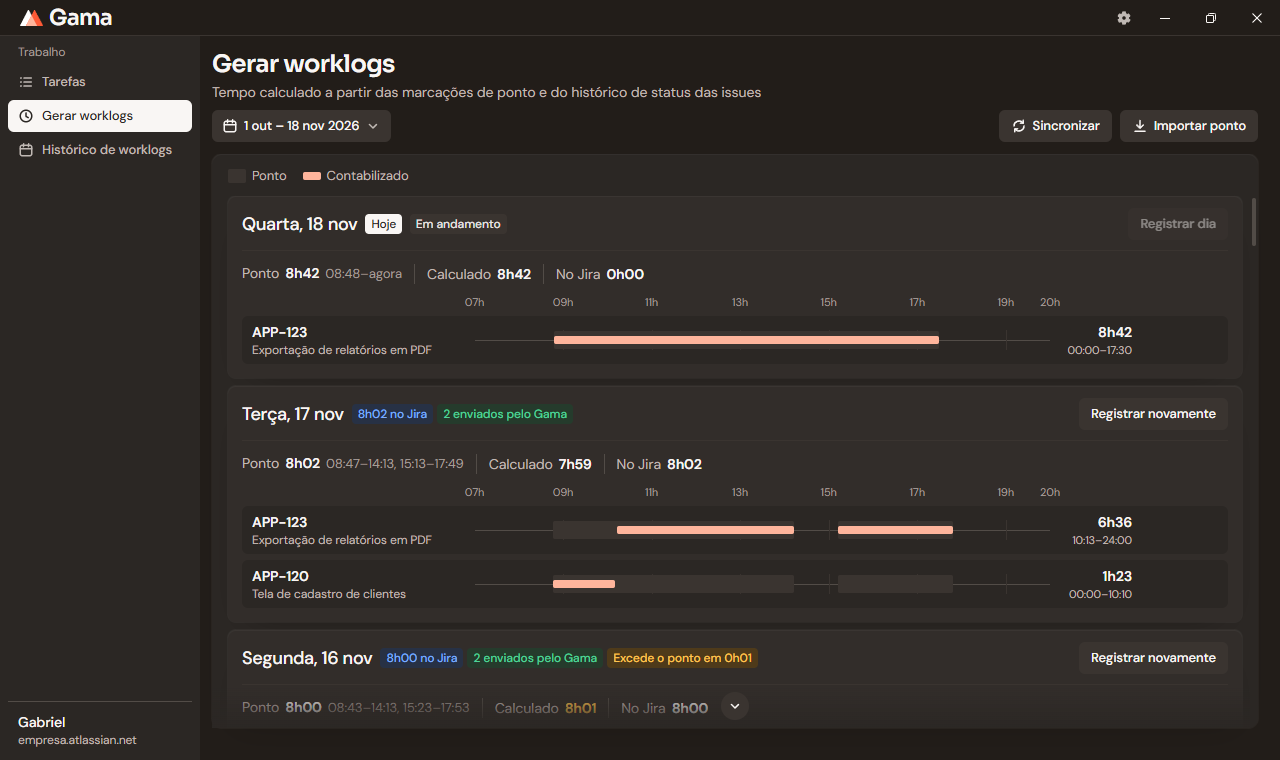 Gama
Trabalho
Tarefas
Gerar worklogs
Histórico de worklogs
Gabriel
empresa.atlassian.net
Gerar worklogs
Tempo calculado a partir das marcações de ponto e do histórico de status das issues
1 out – 18 nov 2026
Sincronizar
Importar ponto
Ponto Contabilizado
Quarta, 18 nov Hoje Em andamento Registrar dia
Ponto 8h42 08:48–agora Calculado 8h42 No Jira 0h00
07h 09h 11h 13h 15h 17h 19h 20h
APP-123 8h42
Exportação de relatórios em PDF 00:00–17:30
Terça, 17 nov 8h02 no Jira 2 enviados pelo Gama Registrar novamente
Ponto 8h02 08:47–14:13, 15:13–17:49 Calculado 7h59 No Jira 8h02
07h 09h 11h 13h 15h 17h 19h 20h
APP-123 6h36
Exportação de relatórios em PDF 10:13–24:00
APP-120 1h23
Tela de cadastro de clientes 00:00–10:10
Segunda, 16 nov 8h00 no Jira 2 enviados pelo Gama Excede o ponto em 0h01 Registrar novamente
Ponto 8h00 08:43–14:13, 15:23–17:53 Calculado 8h01 No Jira 8h00